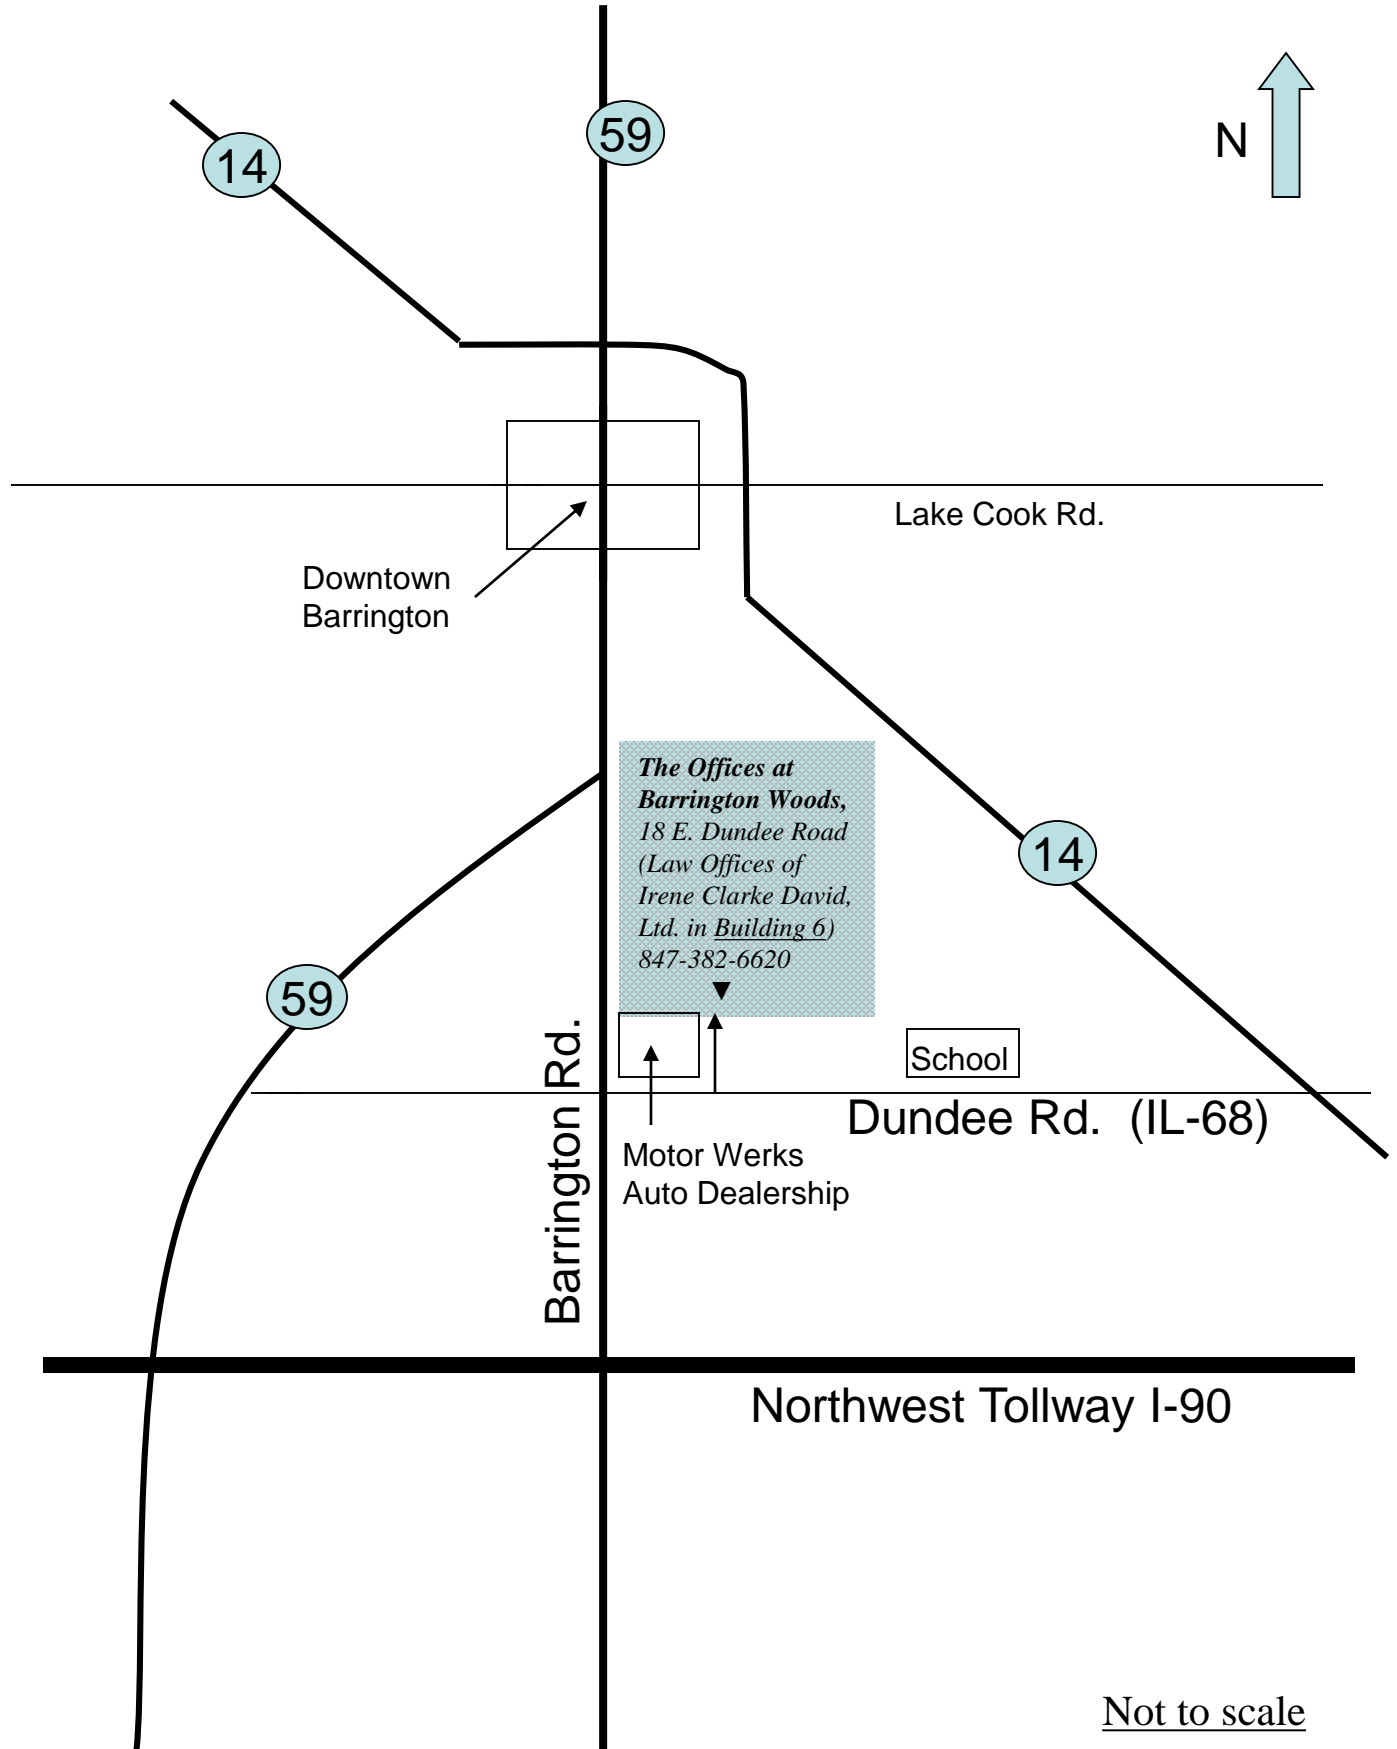 59
14
N
Lake Cook Rd.
Downtown
Barrington
The Offices at
Barrington Woods,
18 E. Dundee Road
(Law Offices of
Irene Clarke David,
Ltd. in Building 6)
847-382-6620
14
59
School
Barrington Rd.
Dundee Rd. (IL-68)
Motor Werks
Auto Dealership
Northwest Tollway I-90
Not to scale